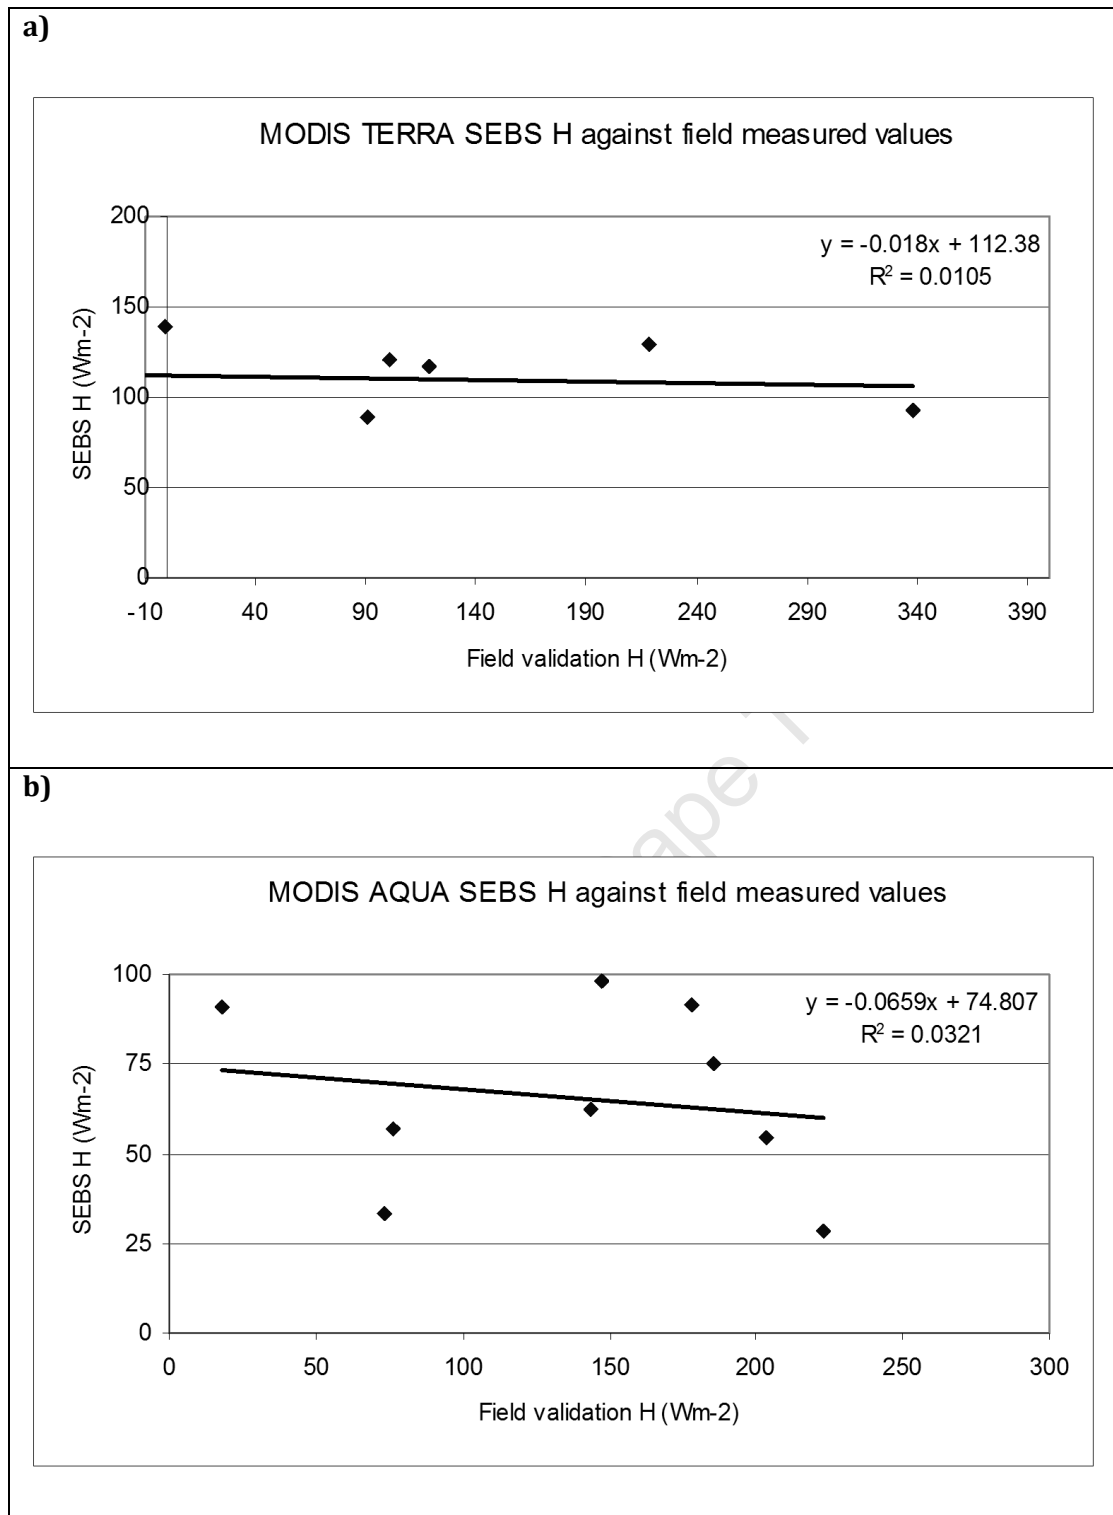 a)
MODIS TERRA SEBS H against field measured values
y = -0.018x + 112.38
R² = 0.0105
200
150
100
50
0
SEBS H (Wm-2)
-10 40 90 140 190 240 290 340 390
Field validation H (Wm-2)
b)
ape T
MODIS AQUA SEBS H against field measured values
y = -0.0659x + 74.807
R² = 0.0321
100
75
50
25
0
SEBS H (Wm-2)
0 50 100 150 200 250 300
Field validation H (Wm-2)